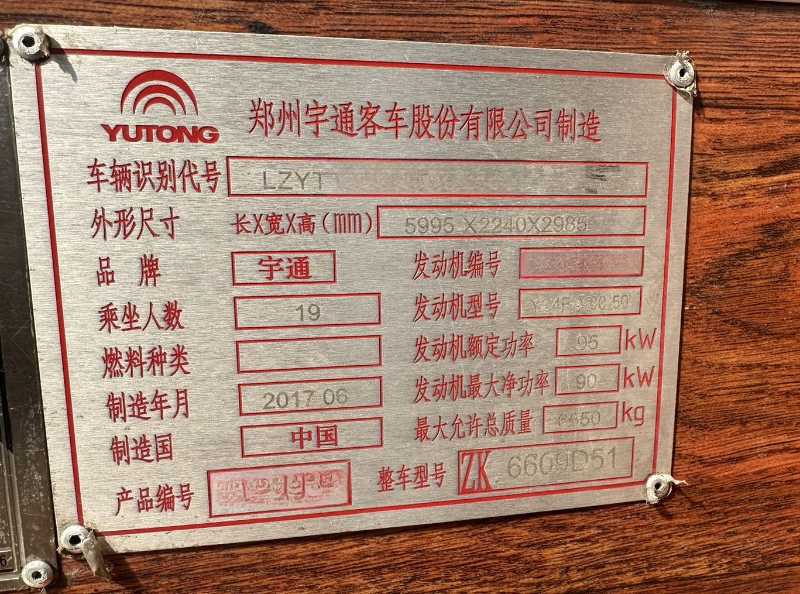 YUTONG
郑州宇通客车股份有限公司制造
车辆识别代号 LZYT
外形尺寸 长X宽X高(mm) 5995 X2240X2985
品牌 宇通 发动机编号
乘坐人数 19 发动机型号
燃料种类 发动机额定功率 95 kW
制造年月 2017 06 发动机最大净功率 90 kW
制造国 中国 最大允许总质量 6650 kg
产品编号 整车型号 ZK 6609D51